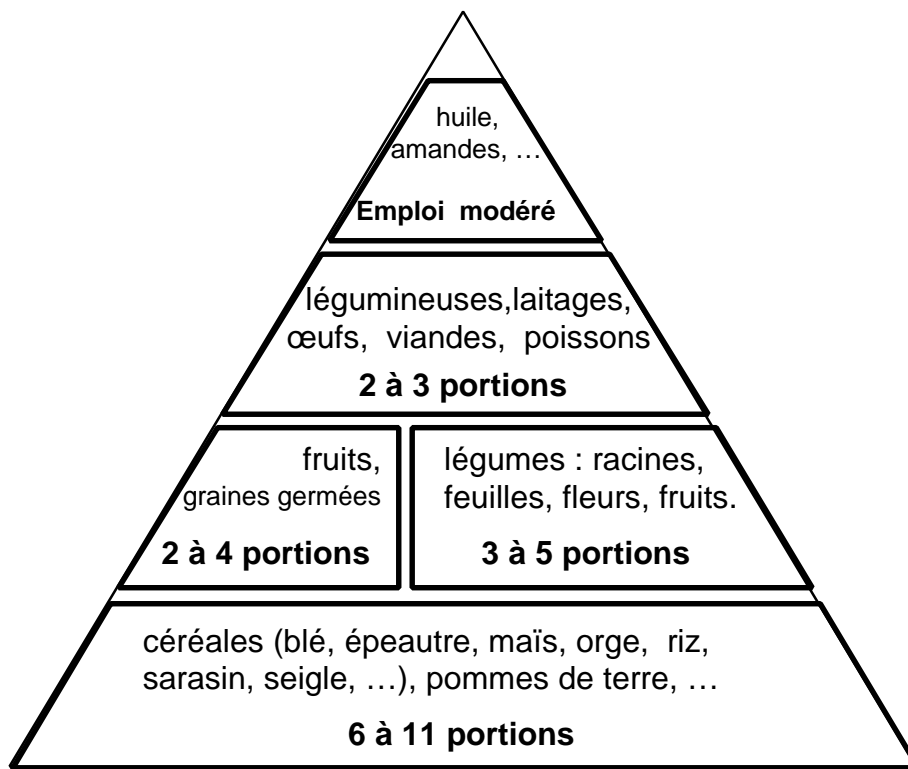 huile,
amandes, …
Emploi modéré
légumineuses,laitages,
œufs, viandes, poissons
2 à 3 portions
fruits,
graines germées
2 à 4 portions
légumes : racines,
feuilles, fleurs, fruits.
3 à 5 portions
céréales (blé, épeautre, maïs, orge, riz,
sarasin, seigle, …), pommes de terre, …
6 à 11 portions